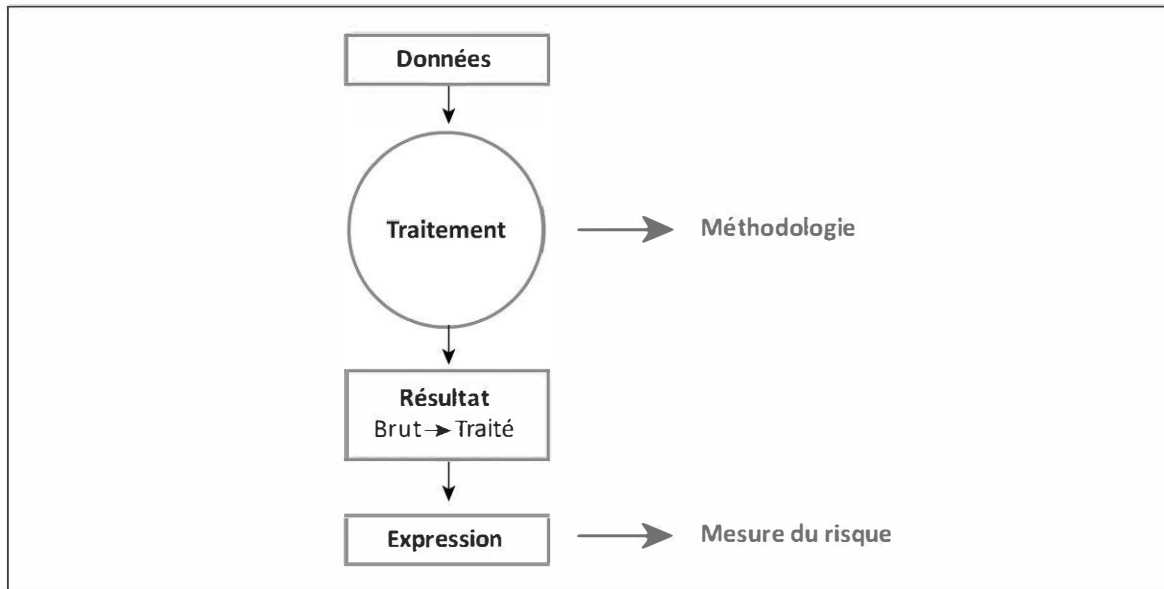 Données
Traitement
Méthodologie
Résultat
Brut → Traité
Expression
Mesure du risque